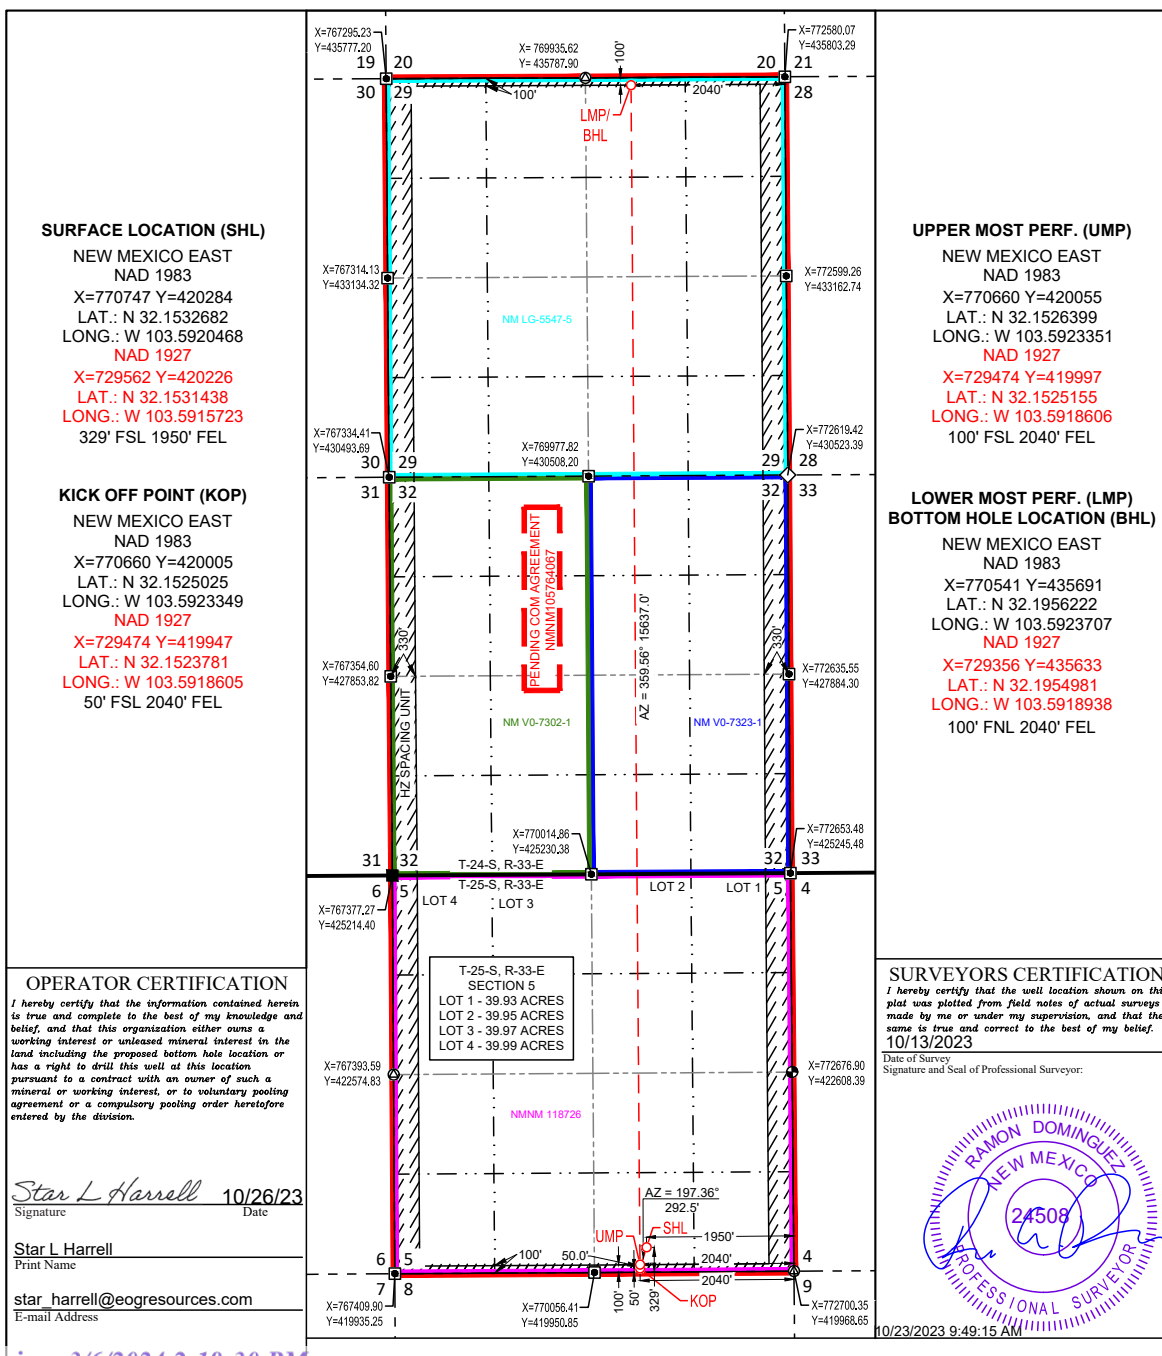 X=767295.23
Y=435777.20
X= 769935.62
Y= 435787.90
100'
X=772580.07
Y=435803.29
19 20
20 21
30 29
28
100'
2040'
LMP/
BHL
SURFACE LOCATION (SHL)
NEW MEXICO EAST
NAD 1983
X=770747 Y=420284
LAT.: N 32.1532682
LONG.: W 103.5920468
NAD 1927
X=729562 Y=420226
LAT.: N 32.1531438
LONG.: W 103.5915723
329' FSL 1950' FEL
KICK OFF POINT (KOP)
NEW MEXICO EAST
NAD 1983
X=770660 Y=420005
LAT.: N 32.1525025
LONG.: W 103.5923349
NAD 1927
X=729474 Y=419947
LAT.: N 32.1523781
LONG.: W 103.5918605
50' FSL 2040' FEL
UPPER MOST PERF. (UMP)
NEW MEXICO EAST
NAD 1983
X=770660 Y=420055
LAT.: N 32.1526399
LONG.: W 103.5923351
NAD 1927
X=729474 Y=419997
LAT.: N 32.1525155
LONG.: W 103.5918606
100' FSL 2040' FEL
LOWER MOST PERF. (LMP)
BOTTOM HOLE LOCATION (BHL)
NEW MEXICO EAST
NAD 1983
X=770541 Y=435691
LAT.: N 32.1956222
LONG.: W 103.5923707
NAD 1927
X=729356 Y=435633
LAT.: N 32.1954981
LONG.: W 103.5918938
100' FNL 2040' FEL
X=767314.13
Y=433134.32
X=772599.26
Y=433162.74
NM LG-5547-5
X=767334.41
Y=430493.69
X=769977.82
Y=430508.20
X=772619.42
Y=430523.39
30 29
29 28
31 32
32 33
PENDING COM AGREEMENT
NMNM105764067
AZ = 359.56° 15637.0'
330'
330'
HZ SPACING UNIT
X=767354.60
Y=427853.82
X=772635.55
Y=427884.30
NM V0-7302-1
NM V0-7323-1
X=770014.86
Y=425230.38
X=772653.48
Y=425245.48
31 32
32 33
T-24-S, R-33-E
T-25-S, R-33-E
6 5
5 4
LOT 4
LOT 3
LOT 2
LOT 1
X=767377.27
Y=425214.40
T-25-S, R-33-E
SECTION 5
LOT 1 - 39.93 ACRES
LOT 2 - 39.95 ACRES
LOT 3 - 39.97 ACRES
LOT 4 - 39.99 ACRES
X=767393.59
Y=422574.83
X=772676.90
Y=422608.39
NMNM 118726
AZ = 197.36°
292.5'
UMP
SHL
1950'
100'
50.0'
2040'
2040'
100'
50'
329'
KOP
6 5
4
7 8
9
X=767409.90
Y=419935.25
X=770056.41
Y=419950.85
X=772700.35
Y=419968.65
OPERATOR CERTIFICATION
I hereby certify that the information contained herein
is true and complete to the best of my knowledge and
belief, and that this organization either owns a
working interest or unleased mineral interest in the
land including the proposed bottom hole location or
has a right to drill this well at this location
pursuant to a contract with an owner of such a
mineral or working interest, or to voluntary pooling
agreement or a compulsory pooling order heretofore
entered by the division.
Star L Harrell 10/26/23
Signature Date
Star L Harrell
Print Name
star_harrell@eogresources.com
E-mail Address
SURVEYORS CERTIFICATION
I hereby certify that the well location shown on this
plat was plotted from field notes of actual surveys
made by me or under my supervision, and that the
same is true and correct to the best of my belief.
10/13/2023
Date of Survey
Signature and Seal of Professional Surveyor:
RAMON DOMINGUEZ
NEW MEXICO
24508
PROFESSIONAL SURVEYOR
10/23/2023 9:49:15 AM